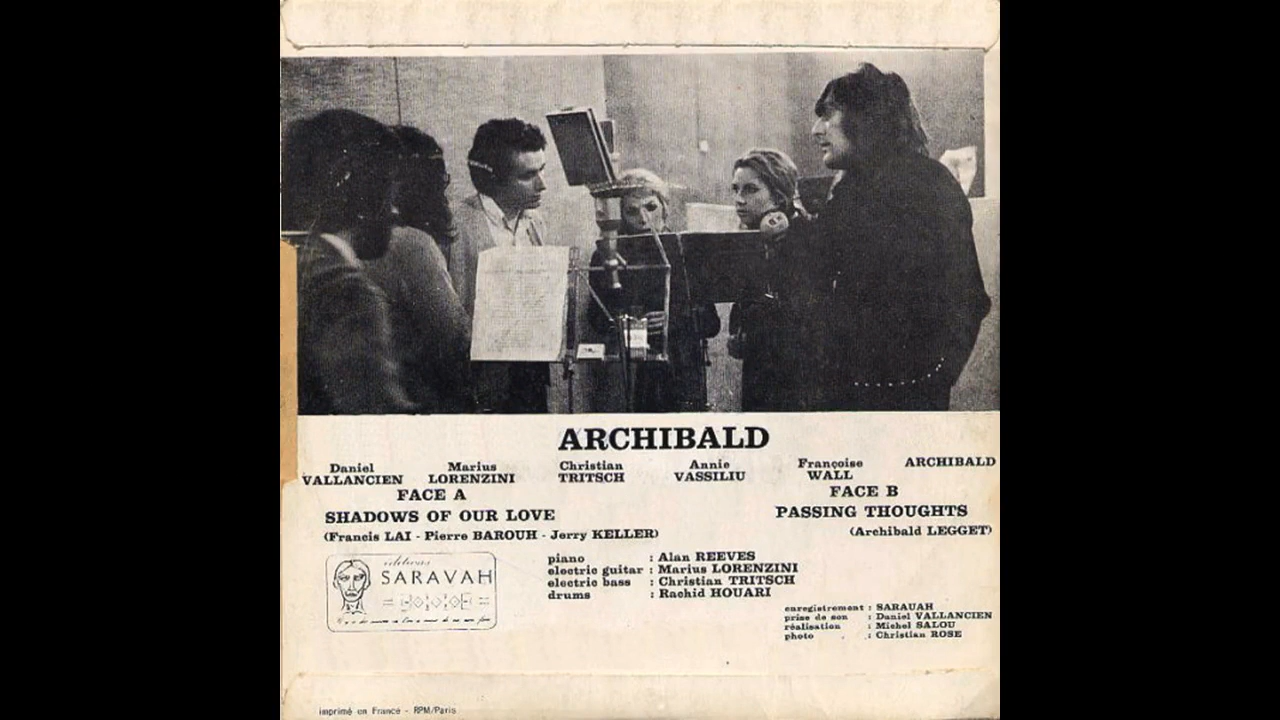 ARCHIBALD
Daniel VALLANCIEN
Marius LORENZINI
Christian TRITSCH
Annie VASSILIU
Françoise WALL
ARCHIBALD
FACE A
SHADOWS OF OUR LOVE
(Francis LAI - Pierre BAROUH - Jerry KELLER)
FACE B
PASSING THOUGHTS
(Archibald LEGGET)
éditions
SARAVAH
piano : Alan REEVES
electric guitar : Marius LORENZINI
electric bass : Christian TRITSCH
drums : Rachid HOUARI
enregistrement : SARAUAH
prise de son : Daniel VALLANCIEN
réalisation : Michel SALOU
photo : Christian ROSE
imprimé en France - RPM/Paris